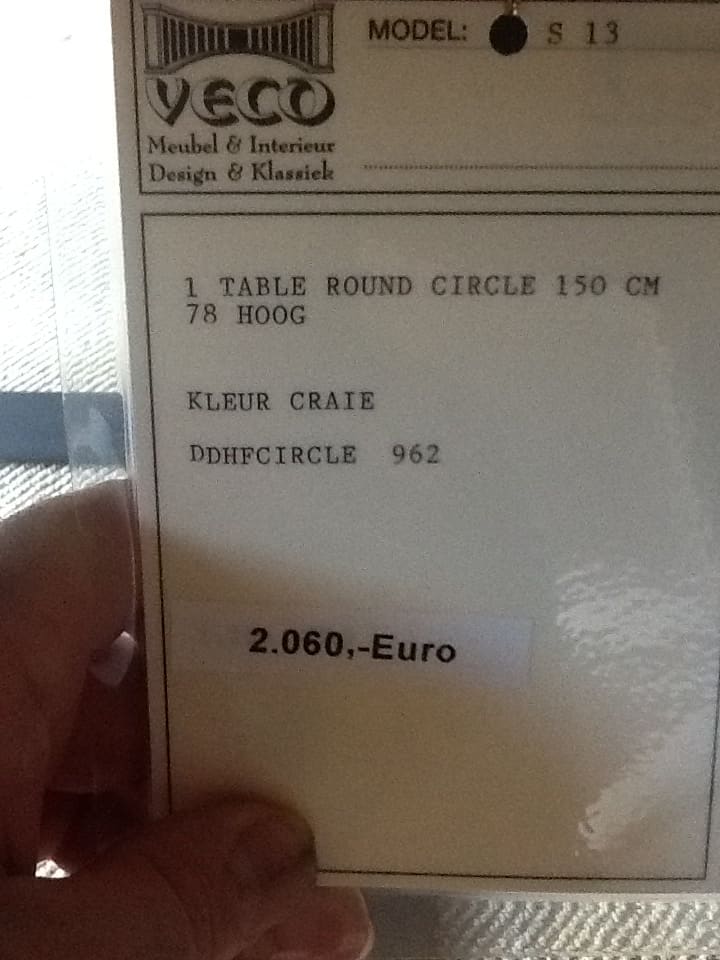 MODEL: S 13
VECO
Meubel & Interieur
Design & Klassiek
1 TABLE ROUND CIRCLE 150 CM
78 HOOG
KLEUR CRAIE
DDHFCIRCLE 962
2.060,-Euro